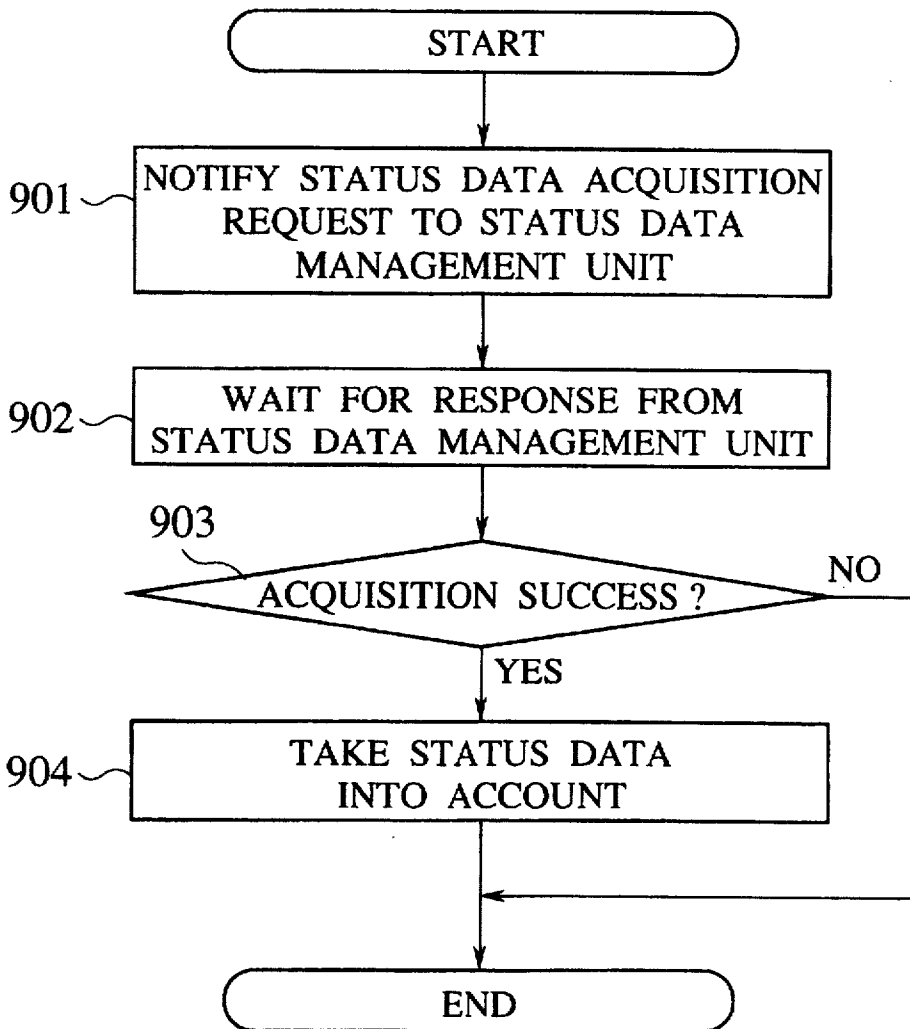 START
901
NOTIFY STATUS DATA ACQUISITION
REQUEST TO STATUS DATA
MANAGEMENT UNIT
902
WAIT FOR RESPONSE FROM
STATUS DATA MANAGEMENT UNIT
903
ACQUISITION SUCCESS ?
NO
YES
904
TAKE STATUS DATA
INTO ACCOUNT
END